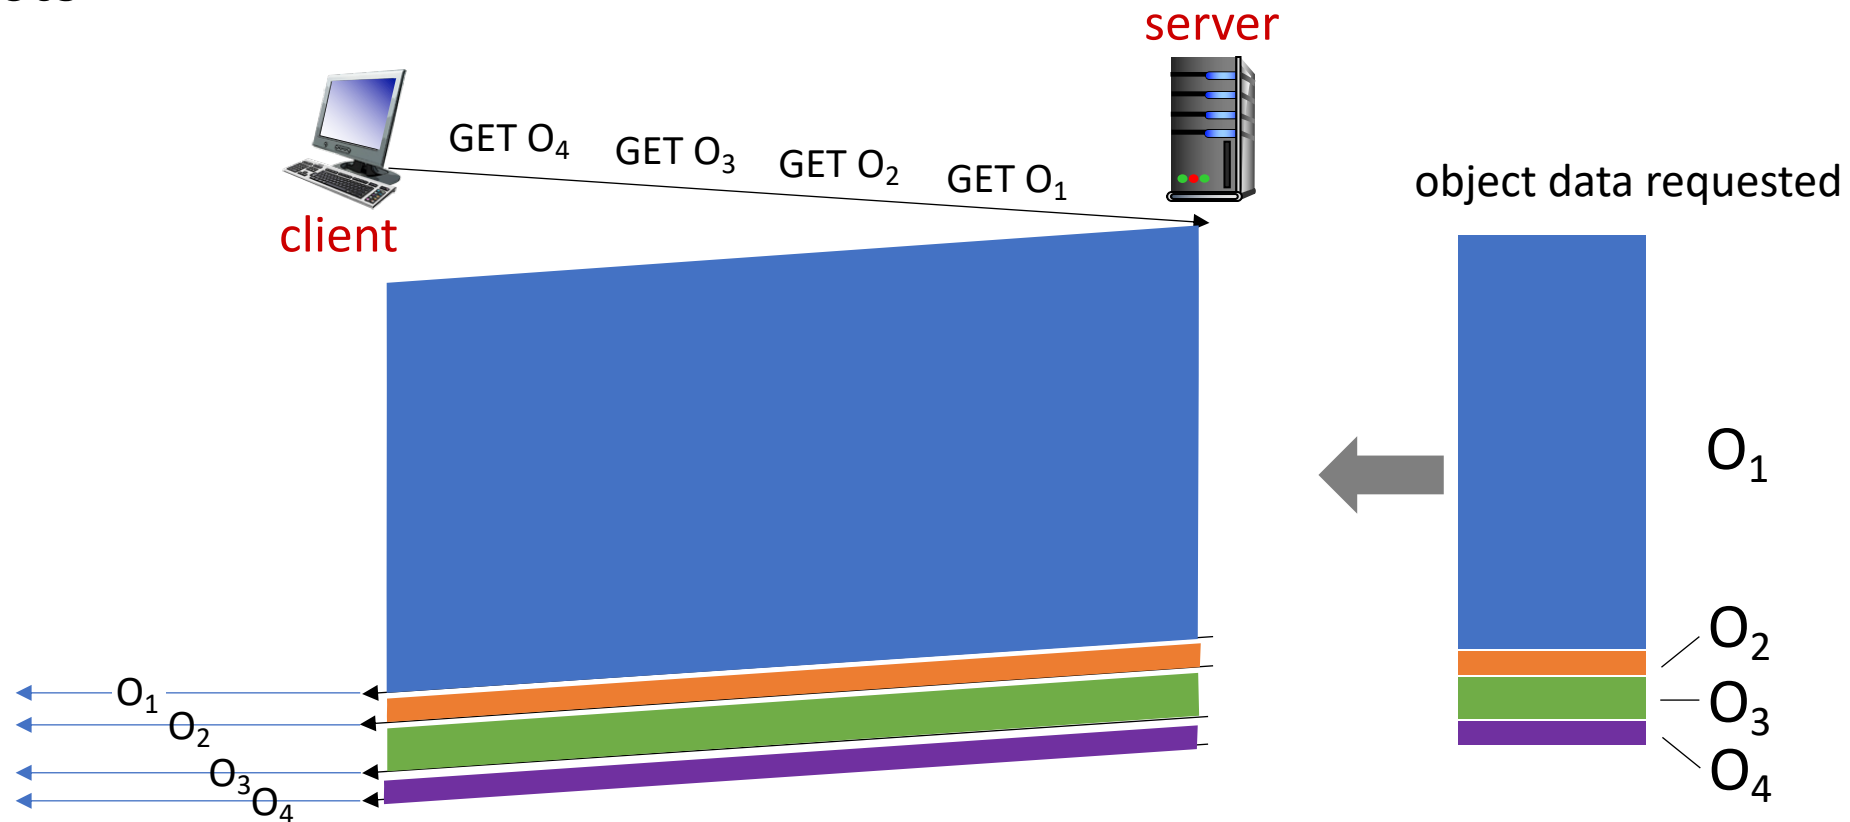 server
GET O₄ GET O₃ GET O₂ GET O₁
object data requested
client
O₁
O₂
O₃
O₄
O₁
O₂
O₃
O₄